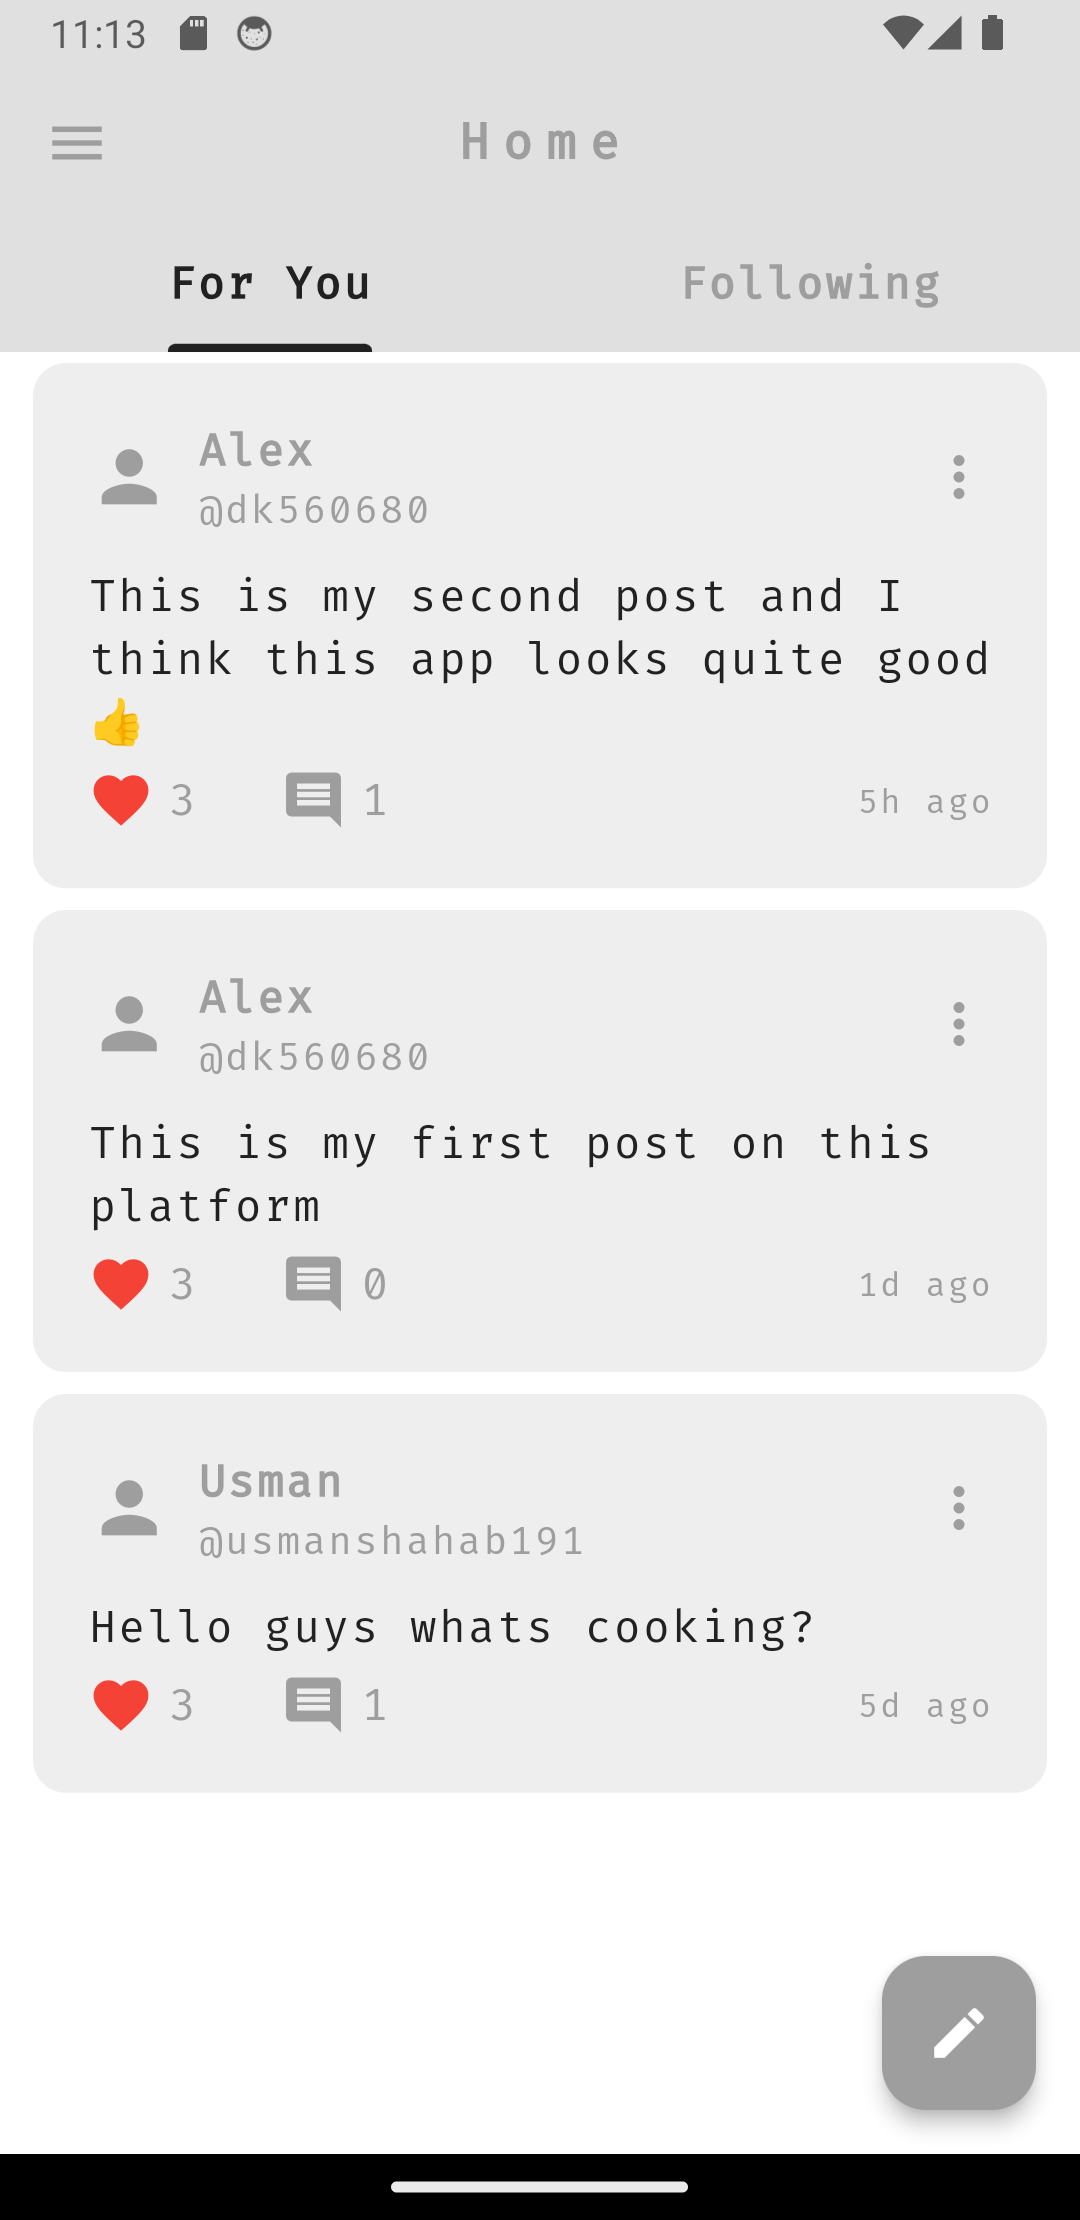 11:13
Home
For You Following
Alex
@dk560680
This is my second post and I
think this app looks quite good
👍
3 1 5h ago
Alex
@dk560680
This is my first post on this
platform
3 0 1d ago
Usman
@usmanshahab191
Hello guys whats cooking?
3 1 5d ago